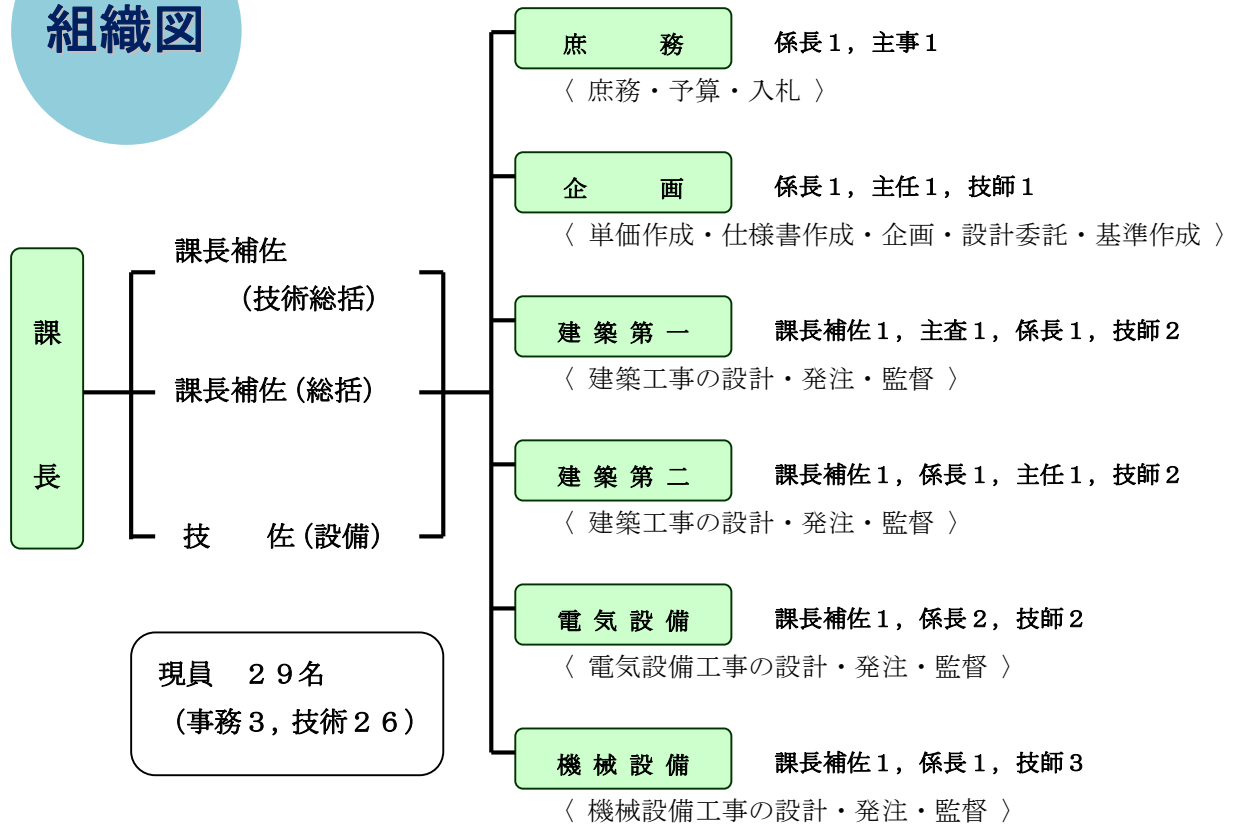 組織図
庶　　務　係長１，主事１
〈 庶務・予算・入札 〉
企　　画　係長１，主任１，技師１
〈 単価作成・仕様書作成・企画・設計委託・基準作成 〉
建築第一　課長補佐１，主査１，係長１，技師２
〈 建築工事の設計・発注・監督 〉
建築第二　課長補佐１，係長１，主任１，技師２
〈 建築工事の設計・発注・監督 〉
電気設備　課長補佐１，係長２，技師２
〈 電気設備工事の設計・発注・監督 〉
機械設備　課長補佐１，係長１，技師３
〈 機械設備工事の設計・発注・監督 〉
課長
課長補佐
（技術総括）
課長補佐（総括）
技　　佐（設備）
現員　２９名
（事務３，技術２６）